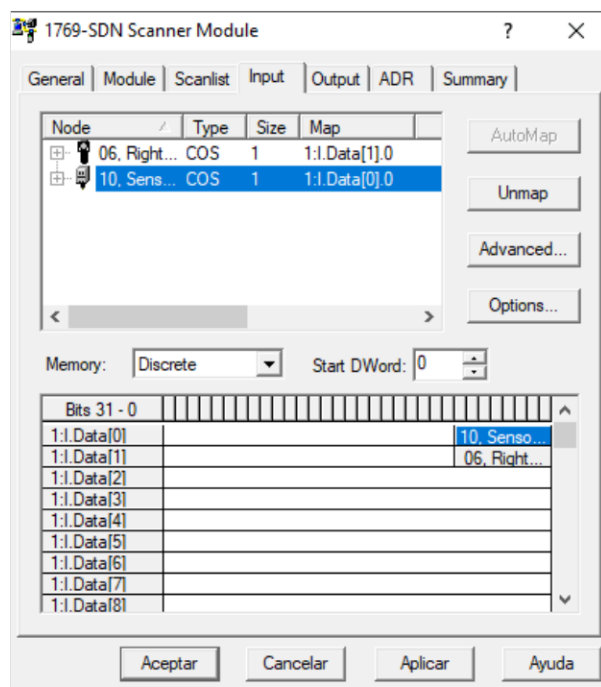 1769-SDN Scanner Module ?
General Module Scanlist Input Output ADR Summary
Node Type Size Map
06, Right... COS 1 1:I.Data[1].0
10, Sens... COS 1 1:I.Data[0].0
AutoMap
Unmap
Advanced...
Options...
Memory: Discrete Start DWord: 0
Bits 31 - 0
1:I.Data[0] 10, Senso...
1:I.Data[1] 06, Right...
1:I.Data[2]
1:I.Data[3]
1:I.Data[4]
1:I.Data[5]
1:I.Data[6]
1:I.Data[7]
1:I.Data[8]
Aceptar Cancelar Aplicar Ayuda